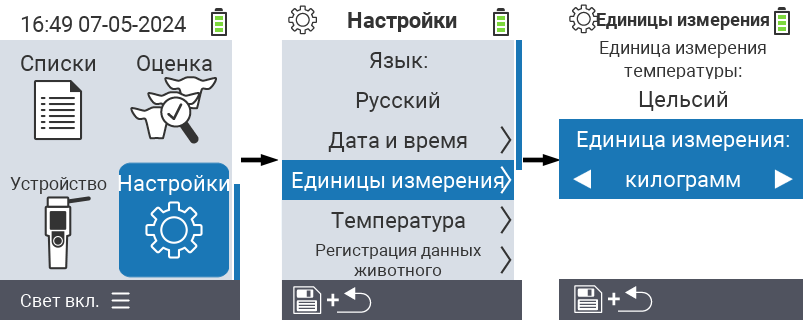 16:49 07-05-2024
Списки
Оценка
Устройство
Настройки
Свет вкл.
Настройки
Язык:
Русский
Дата и время
Единицы измерения
Температура
Регистрация данных
животного
+
Единицы измерения
Единица измерения
температуры:
Цельсий
Единица измерения:
килограмм
+